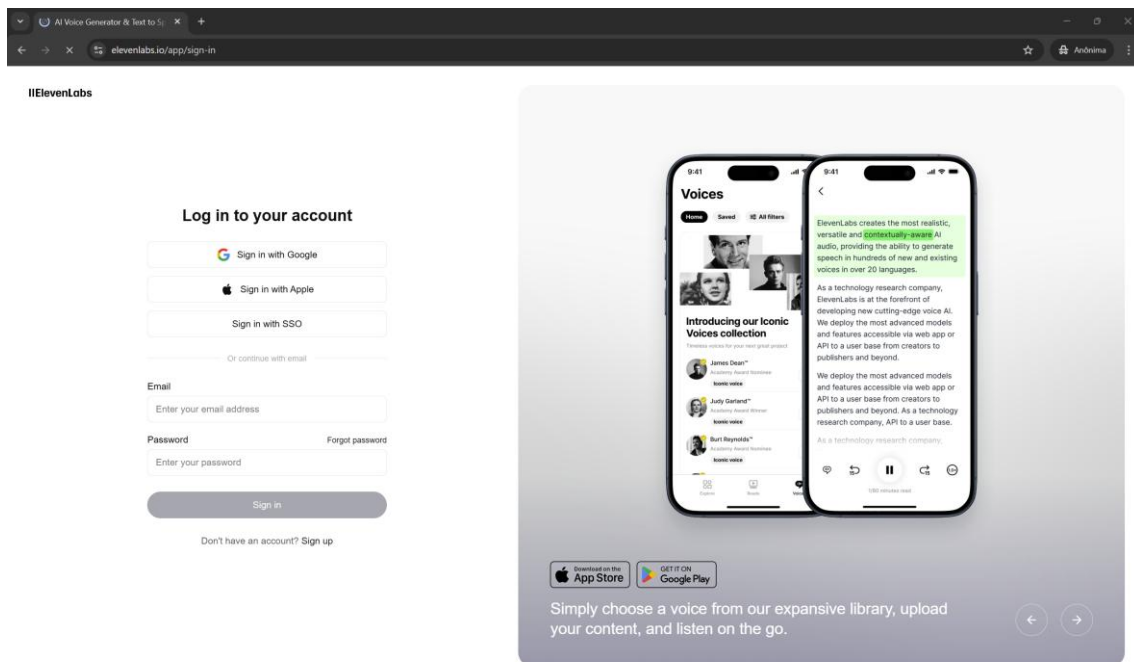 AI Voice Generator & Text to Sp
elevenlabs.io/app/sign-in
Anônima
IIElevenLabs
Log in to your account
Sign in with Google
Sign in with Apple
Sign in with SSO
Or continue with email
Email
Enter your email address
Password
Forgot password
Enter your password
Sign in
Don't have an account? Sign up
9:41
Voices
Home
Saved
All filters
Introducing our Iconic
Voices collection
Timeless voices for your next great project
James Dean™
Academy Award Nominee
Iconic voice
Judy Garland™
Academy Award Winner
Iconic voice
Burt Reynolds™
Academy Award Nominee
Iconic voice
Explore
9:41
ElevenLabs creates the most realistic,
versatile and contextually-aware AI
audio, providing the ability to generate
speech in hundreds of new and existing
voices in over 20 languages.
As a technology research company,
ElevenLabs is at the forefront of
developing new cutting-edge voice AI.
We deploy the most advanced models
and features accessible via web app or
API to a user base from creators to
publishers and beyond.
We deploy the most advanced models
and features accessible via web app or
API to a user base from creators to
publishers and beyond. As a technology
research company, API to a user base.
As a technology research company,
Download on the
App Store
GET IT ON
Google Play
Simply choose a voice from our expansive library, upload
your content, and listen on the go.